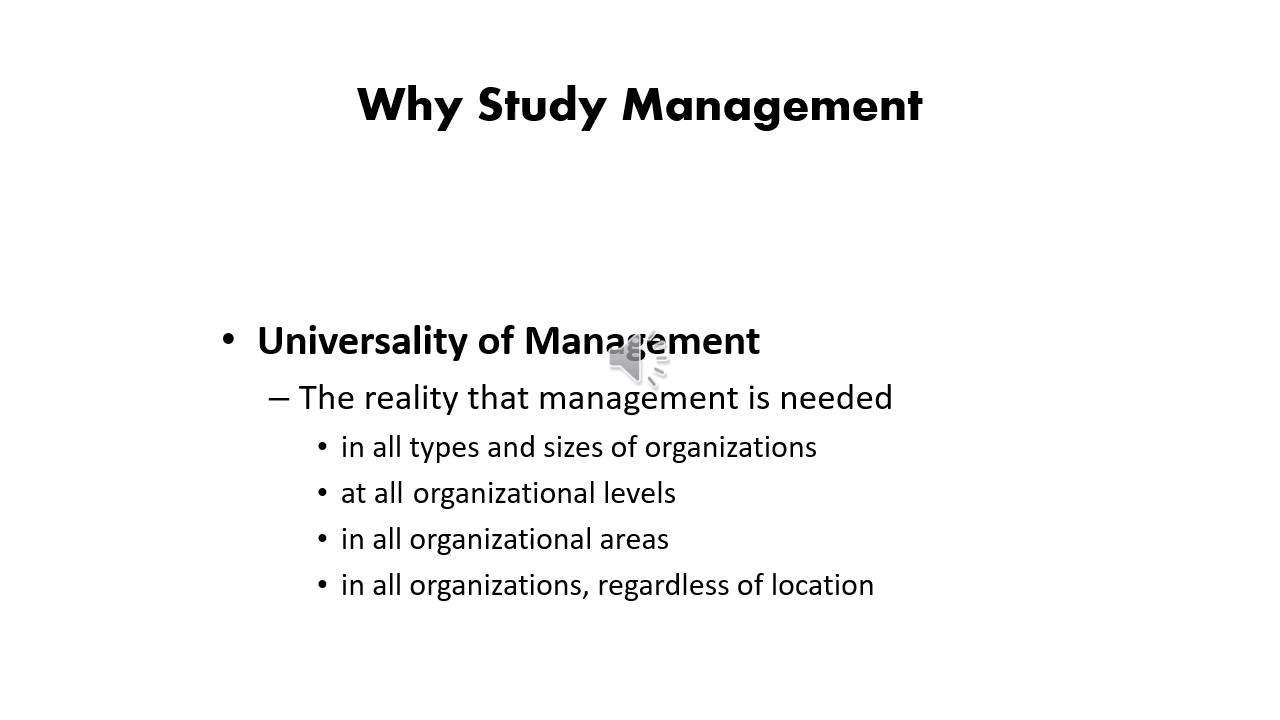 Why Study Management
• Universality of Management
– The reality that management is needed
• in all types and sizes of organizations
• at all organizational levels
• in all organizational areas
• in all organizations, regardless of location